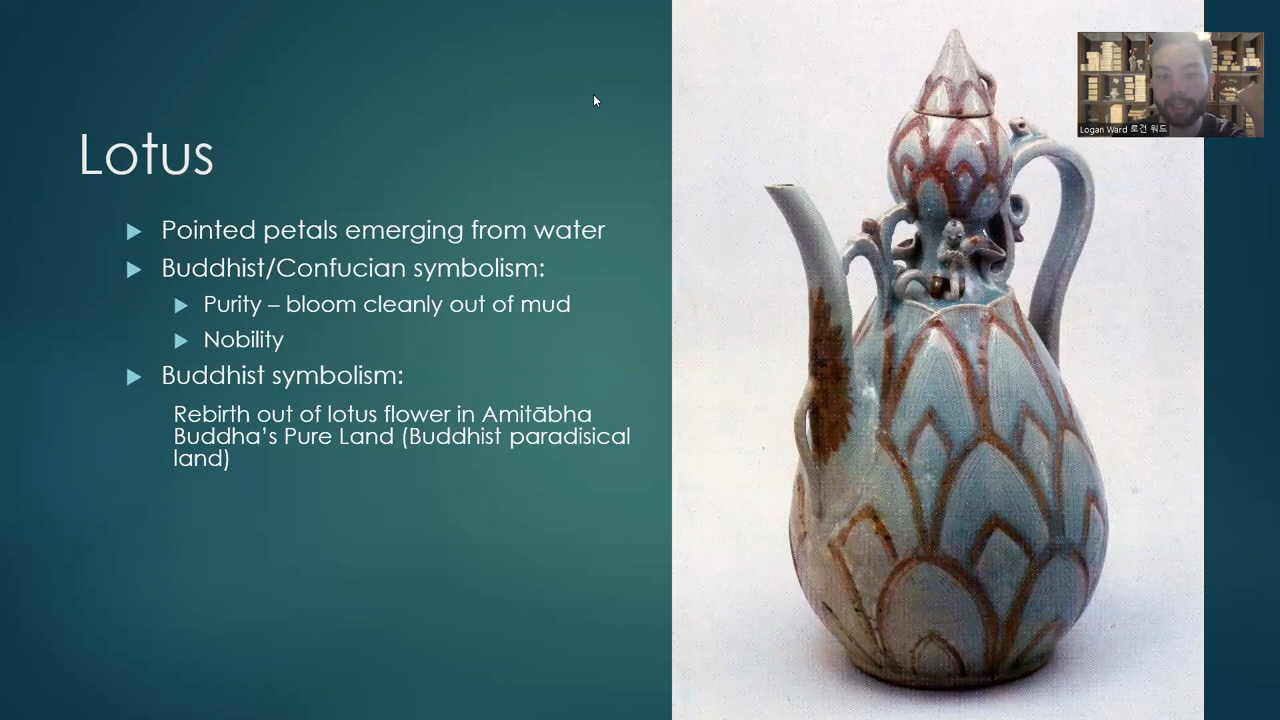 Lotus
Pointed petals emerging from water
Buddhist/Confucian symbolism:
Purity – bloom cleanly out of mud
Nobility
Buddhist symbolism:
Rebirth out of lotus flower in Amitābha
Buddha's Pure Land (Buddhist paradisical
land)
Logan Ward 로건 워드